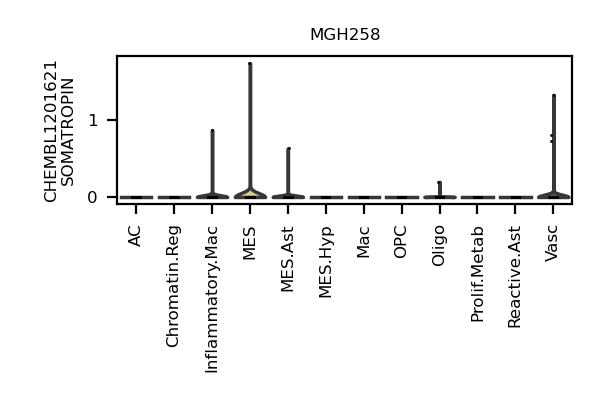 MGH258
CHEMBL1201621
SOMATROPIN
1
0
AC
Chromatin.Reg
Inflammatory.Mac
MES
MES.Ast
MES.Hyp
Mac
OPC
Oligo
Prolif.Metab
Reactive.Ast
Vasc